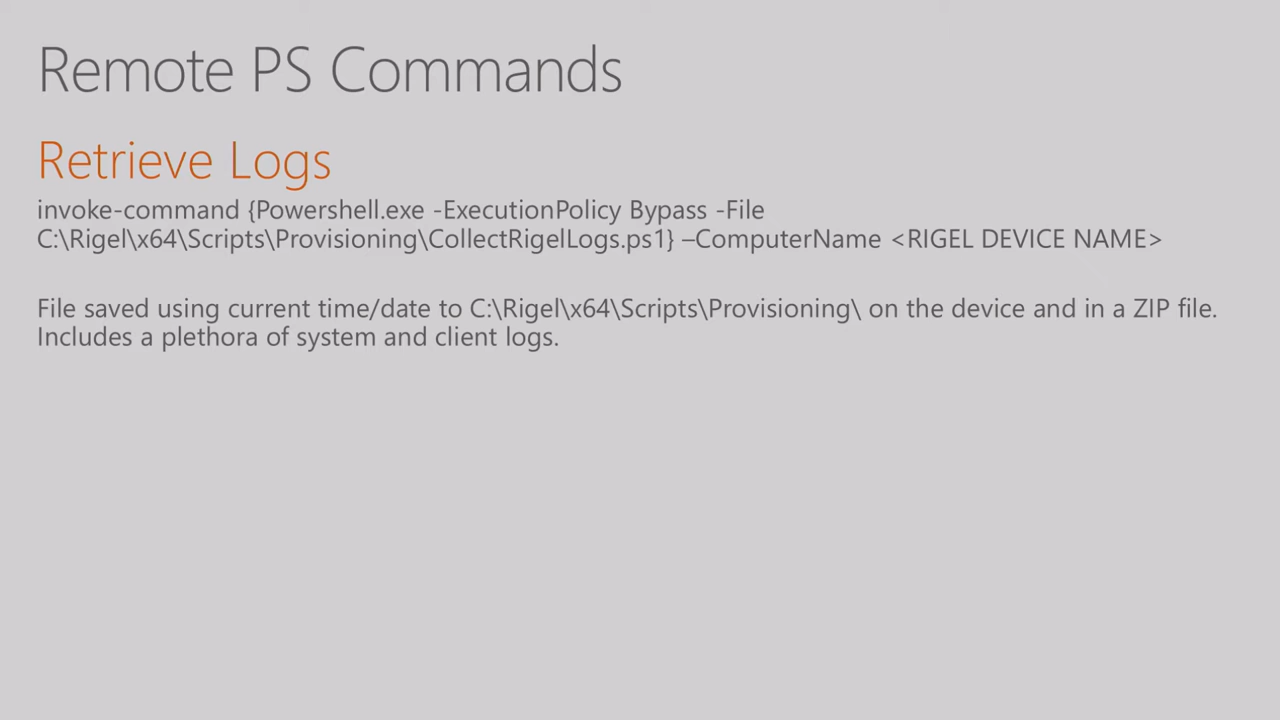 Remote PS Commands
Retrieve Logs
invoke-command {Powershell.exe -ExecutionPolicy Bypass -File
C:\Rigel\x64\Scripts\Provisioning\CollectRigelLogs.ps1} –ComputerName <RIGEL DEVICE NAME>
File saved using current time/date to C:\Rigel\x64\Scripts\Provisioning\ on the device and in a ZIP file.
Includes a plethora of system and client logs.